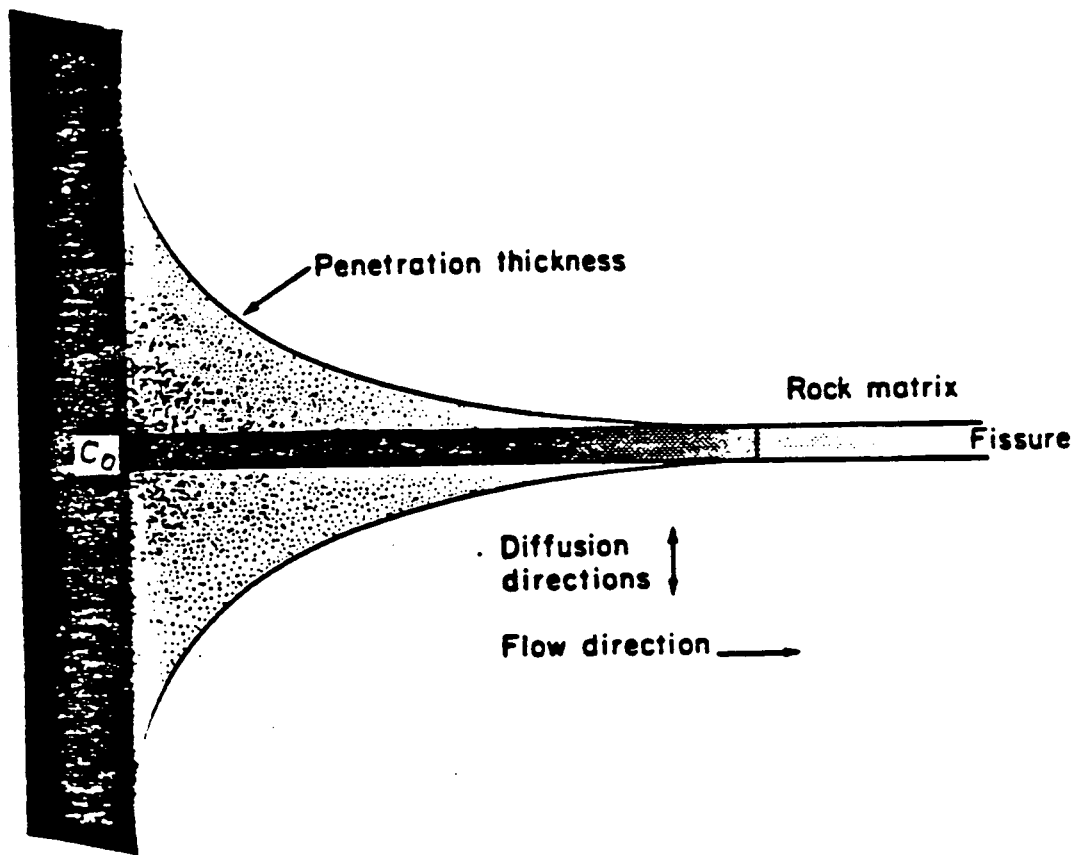 Penetration thickness
Rock matrix
C₀
Fissure
Diffusion
directions
Flow direction